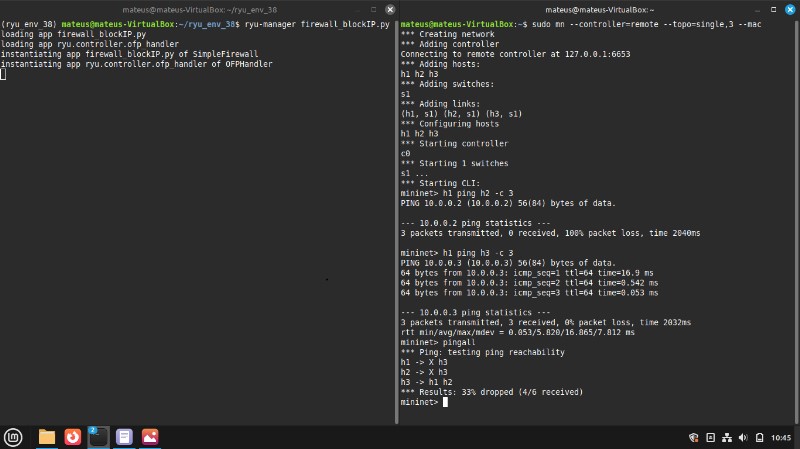 mateus@mateus-VirtualBox:~/ryu_env_38
(ryu_env_38) mateus@mateus-VirtualBox:~/ryu_env_38$ ryu-manager firewall_blockIP.py
loading app firewall_blockIP.py
loading app ryu.controller.ofp_handler
instantiating app firewall_blockIP.py of SimpleFirewall
instantiating app ryu.controller.ofp_handler of OFPHandler
mateus@mateus-VirtualBox: ~
mateus@mateus-VirtualBox:~$ sudo mn --controller=remote --topo=single,3 --mac
*** Creating network
*** Adding controller
Connecting to remote controller at 127.0.0.1:6653
*** Adding hosts:
h1 h2 h3
*** Adding switches:
s1
*** Adding links:
(h1, s1) (h2, s1) (h3, s1)
*** Configuring hosts
h1 h2 h3
*** Starting controller
c0
*** Starting 1 switches
s1 ...
*** Starting CLI:
mininet> h1 ping h2 -c 3
PING 10.0.0.2 (10.0.0.2) 56(84) bytes of data.
--- 10.0.0.2 ping statistics ---
3 packets transmitted, 0 received, 100% packet loss, time 2040ms
mininet> h1 ping h3 -c 3
PING 10.0.0.3 (10.0.0.3) 56(84) bytes of data.
64 bytes from 10.0.0.3: icmp_seq=1 ttl=64 time=16.9 ms
64 bytes from 10.0.0.3: icmp_seq=2 ttl=64 time=0.542 ms
64 bytes from 10.0.0.3: icmp_seq=3 ttl=64 time=0.053 ms
--- 10.0.0.3 ping statistics ---
3 packets transmitted, 3 received, 0% packet loss, time 2032ms
rtt min/avg/max/mdev = 0.053/5.820/16.865/7.812 ms
mininet> pingall
*** Ping: testing ping reachability
h1 -> X h3
h2 -> X h3
h3 -> h1 h2
*** Results: 33% dropped (4/6 received)
mininet>
2
10:45